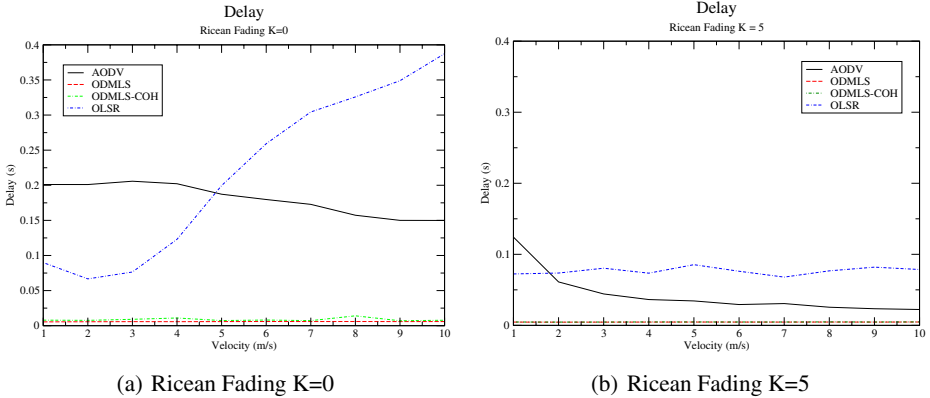 Delay
Ricean Fading K=0
0.4
0.35
0.3
0.25
0.2
0.15
0.1
0.05
0
Delay (s)
AODV
ODMLS
ODMLS-COH
OLSR
1 2 3 4 5 6 7 8 9 10
Velocity (m/s)
(a) Ricean Fading K=0
Delay
Ricean Fading K = 5
0.4
0.3
0.2
0.1
0
Delay (s)
AODV
ODMLS
ODMLS-COH
OLSR
1 2 3 4 5 6 7 8 9 10
Velocity (m/s)
(b) Ricean Fading K=5